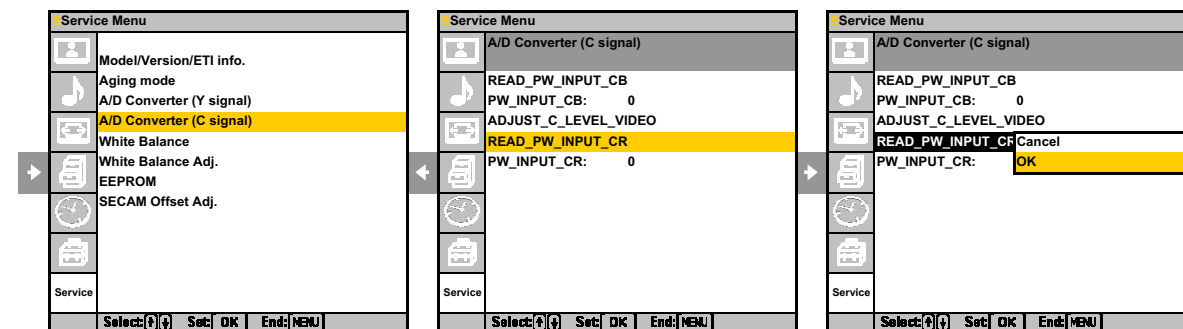 Service Menu
Model/Version/ETI info.
Aging mode
A/D Converter (Y signal)
A/D Converter (C signal)
White Balance
White Balance Adj.
EEPROM
SECAM Offset Adj.
Service
Select: Set: OK End: MENU
Service Menu
A/D Converter (C signal)
READ_PW_INPUT_CB
PW_INPUT_CB: 0
ADJUST_C_LEVEL_VIDEO
READ_PW_INPUT_CR
PW_INPUT_CR: 0
Service
Select: Set: OK End: MENU
Service Menu
A/D Converter (C signal)
READ_PW_INPUT_CB
PW_INPUT_CB: 0
ADJUST_C_LEVEL_VIDEO
READ_PW_INPUT_CR Cancel
PW_INPUT_CR: OK
Service
Select: Set: OK End: MENU